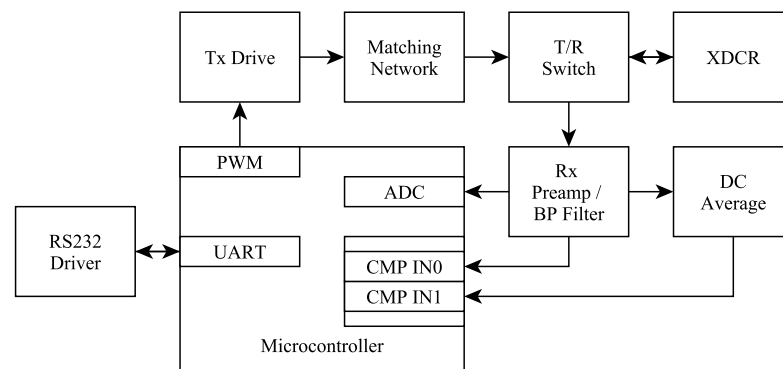 Tx Drive
Matching
Network
T/R
Switch
XDCR
PWM
ADC
Rx
Preamp /
BP Filter
DC
Average
RS232
Driver
UART
CMP IN0
CMP IN1
Microcontroller